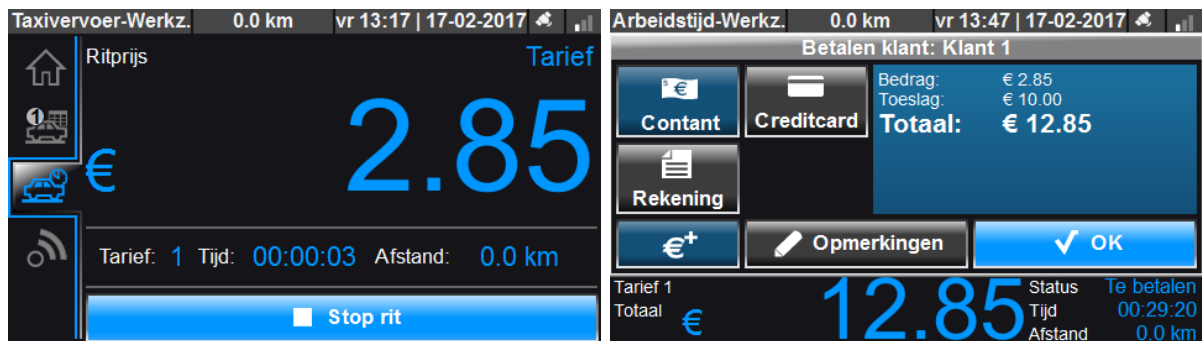 Taxivervoer-Werkz. 0.0 km vr 13:17 | 17-02-2017
Ritprijs Tarief
€ 2.85
Tarief: 1 Tijd: 00:00:03 Afstand: 0.0 km
Stop rit
Arbeidstijd-Werkz. 0.0 km vr 13:47 | 17-02-2017
Betalen klant: Klant 1
Contant
Creditcard
Rekening
Bedrag: € 2.85
Toeslag: € 10.00
Totaal: € 12.85
€+
Opmerkingen
OK
Tarief 1
Totaal € 12.85
Status Te betalen
Tijd 00:29:20
Afstand 0.0 km